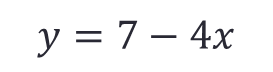 y = 7 − 4x